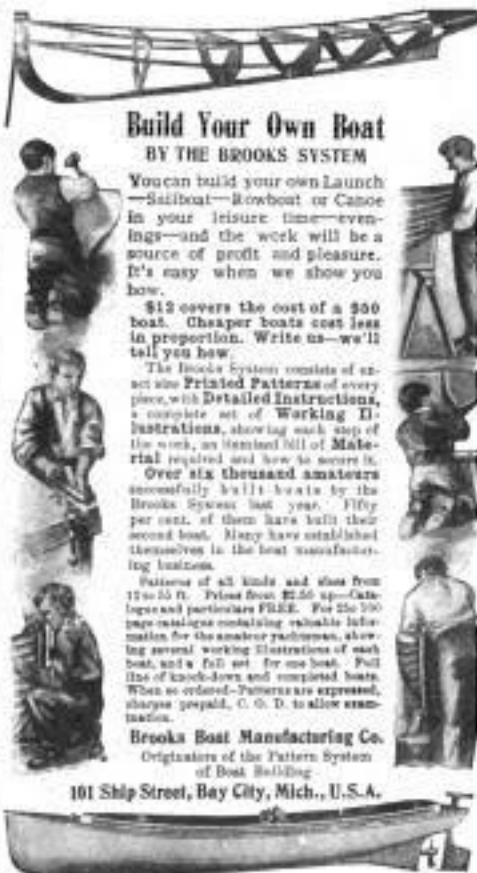 Build Your Own Boat
BY THE BROOKS SYSTEM
You can build your own Launch
—Sailboat—Rowboat or Canoe
in your leisure time—even-
ings—and the work will be a
source of profit and pleasure.
It's easy when we show you
how.
$12 covers the cost of a $50
boat. Cheaper boats cost less
in proportion. Write us—we'll
tell you how.
The Brooks System consists of ex-
act size Printed Patterns of every
piece, with Detailed Instructions,
a complete set of Working Il-
lustrations, showing each step of
the work, an itemized bill of Mate-
rial required and how to secure it.
Over six thousand amateurs
successfully built boats by the
Brooks System last year. Fifty
per cent. of them have built their
second boat. Many have established
themselves in the boat manufactur-
ing business.
Patterns of all kinds and sizes from
12 to 55 ft. Prices from $2.50 up—Cata-
logue and particulars FREE. For 25c 100
page catalogue containing valuable infor-
mation for the amateur yachtsman, show-
ing several working illustrations of each
boat, and a full set for one boat. Full
line of knock-down and completed boats.
When so ordered—Patterns are expressed,
charges prepaid, C. O. D. to allow exam-
ination.
Brooks Boat Manufacturing Co.
Originators of the Pattern System
of Boat Building
101 Ship Street, Bay City, Mich., U.S.A.